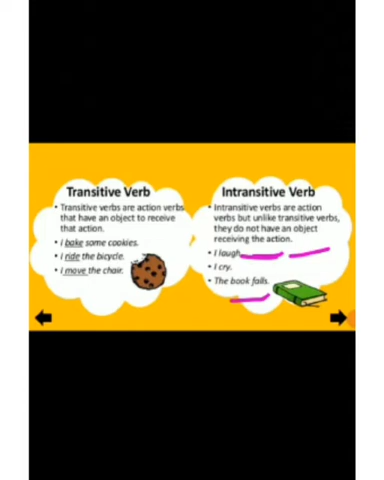 Transitive Verb
• Transitive verbs are action verbs
that have an object to receive
that action.
• I bake some cookies.
• I ride the bicycle.
• I move the chair.
Intransitive Verb
• Intransitive verbs are action
verbs but unlike transitive verbs,
they do not have an object
receiving the action.
• I laugh.
• I cry.
• The book falls.